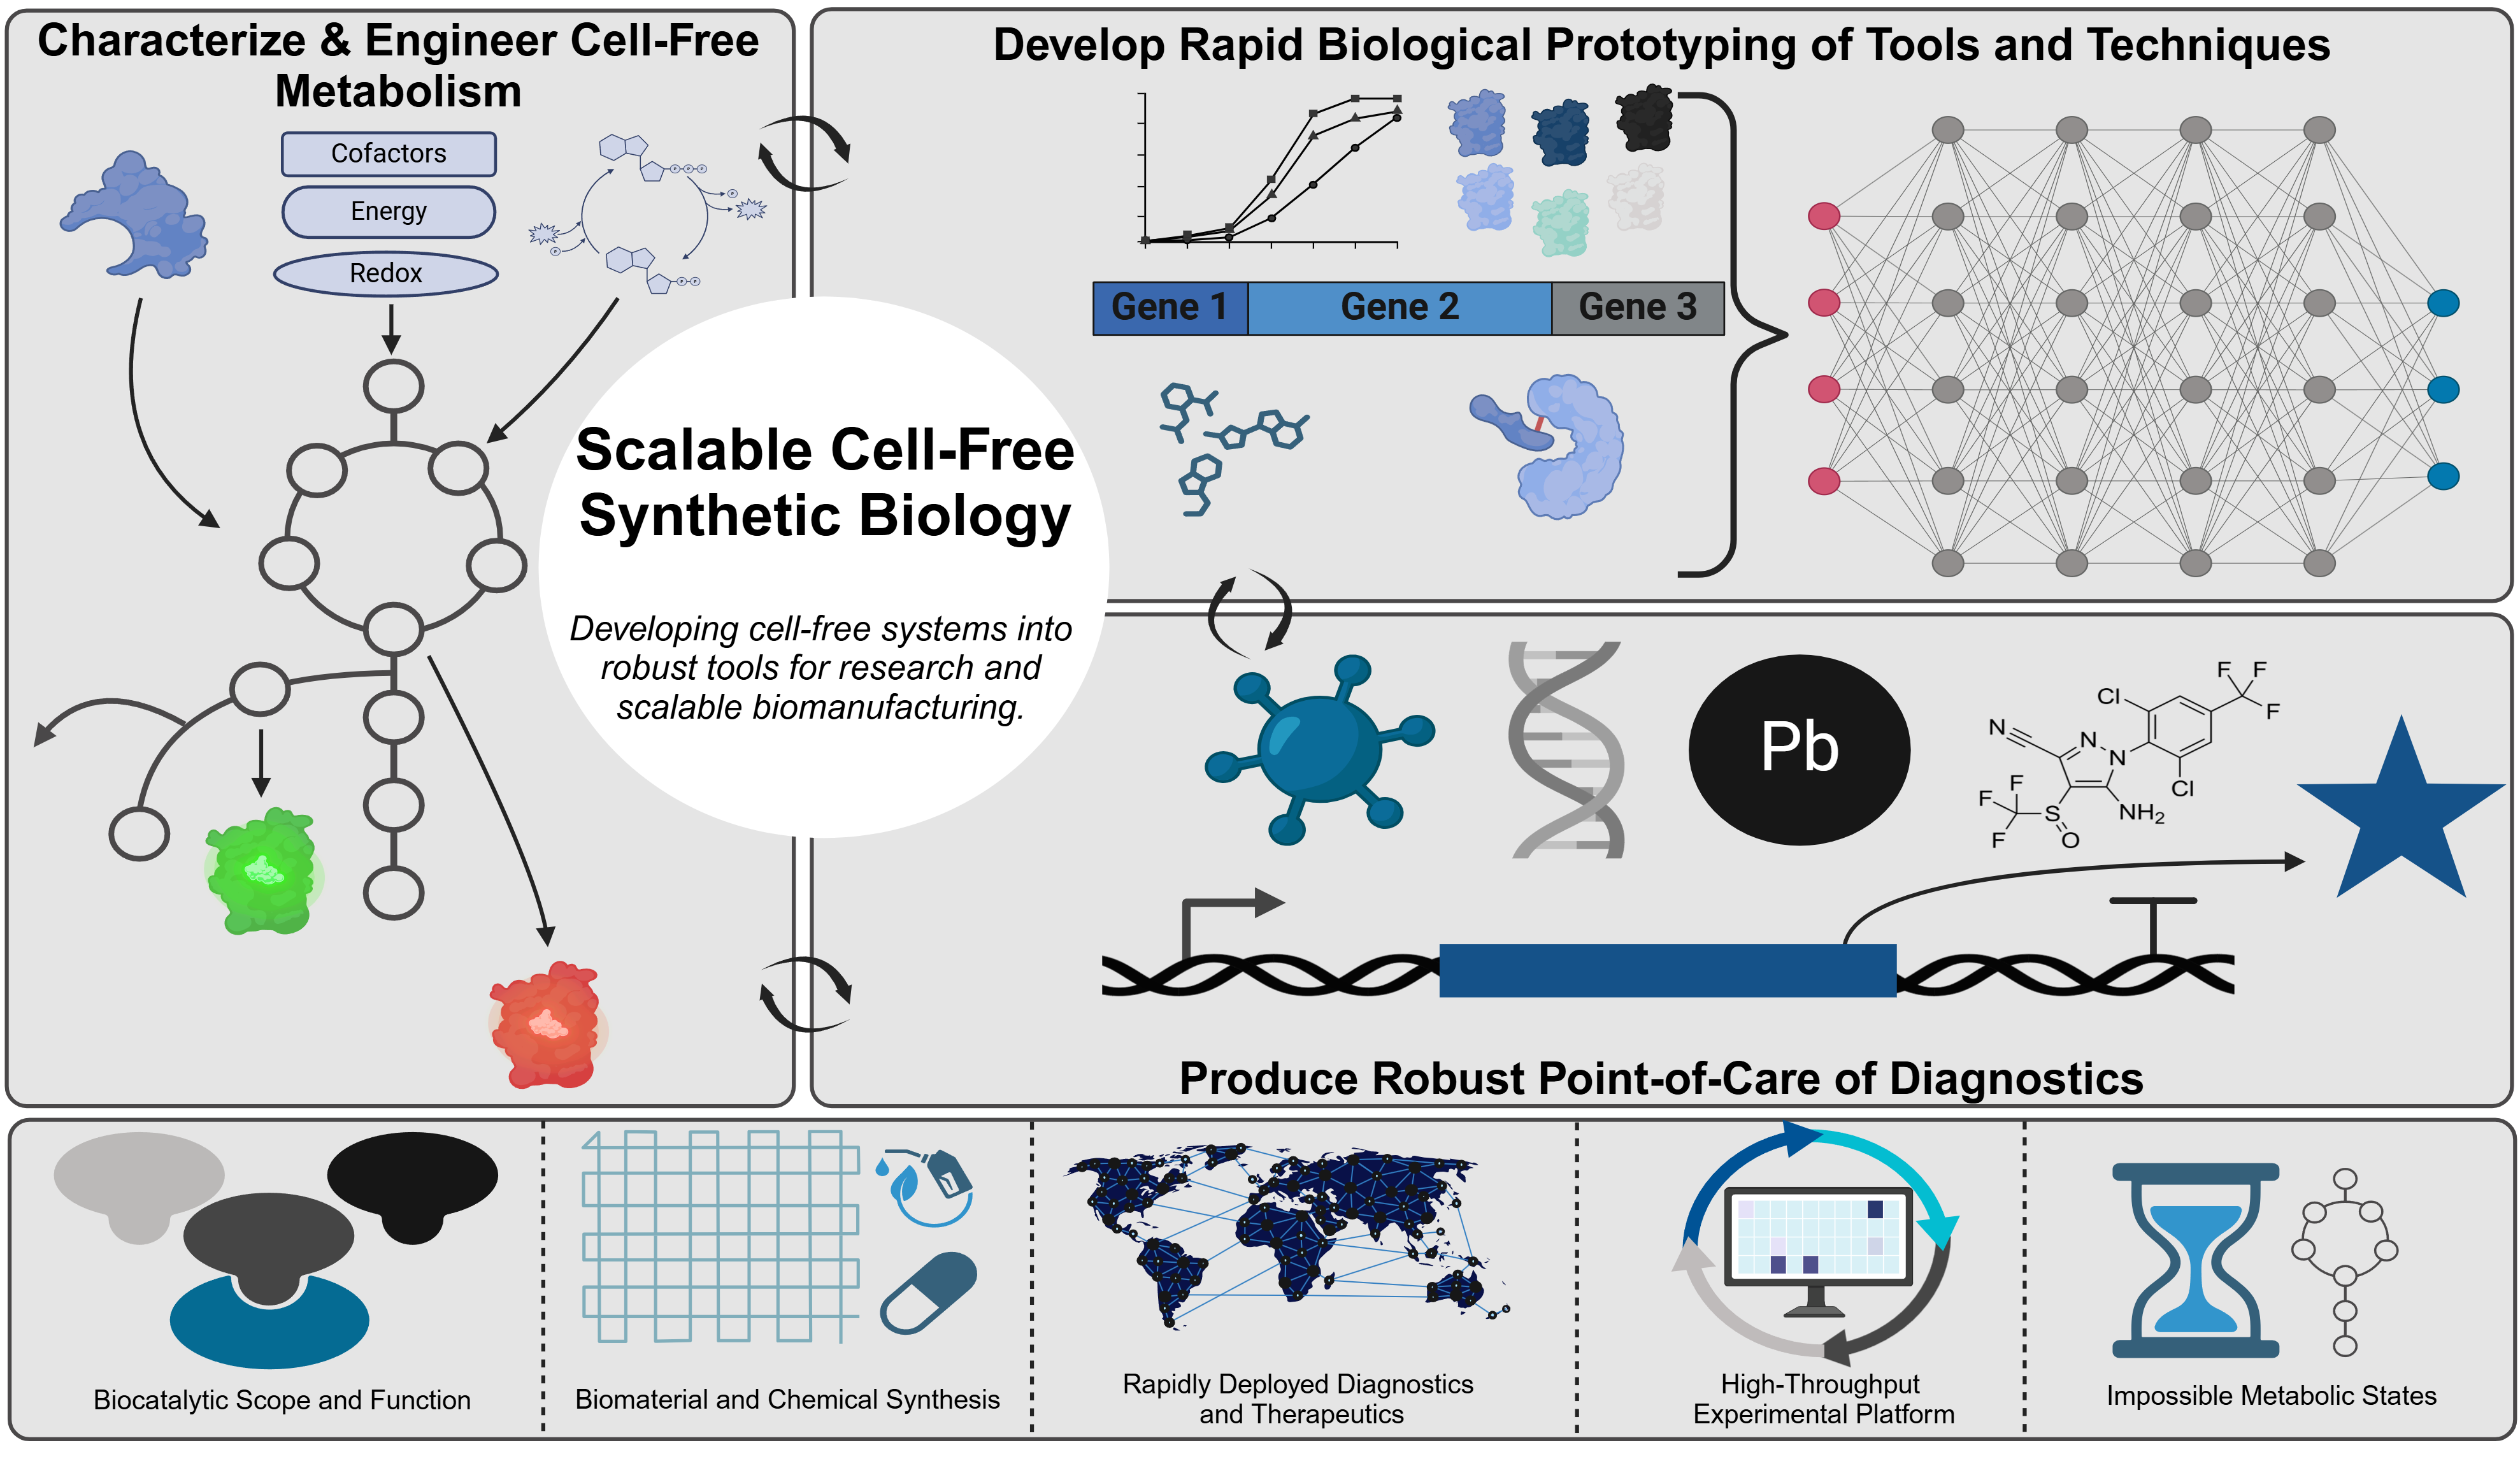 Characterize & Engineer Cell-Free
Metabolism
Cofactors
Energy
Redox
P
P
P
P
P
P
P
Develop Rapid Biological Prototyping of Tools and Techniques
Gene 1 Gene 2 Gene 3
Scalable Cell-Free
Synthetic Biology
Developing cell-free systems into
robust tools for research and
scalable biomanufacturing.
Pb
F F
F
Cl
N
N
N
Cl
F
F
F
S
O
NH2
Produce Robust Point-of-Care of Diagnostics
Biocatalytic Scope and Function
Biomaterial and Chemical Synthesis
Rapidly Deployed Diagnostics
and Therapeutics
High-Throughput
Experimental Platform
Impossible Metabolic States